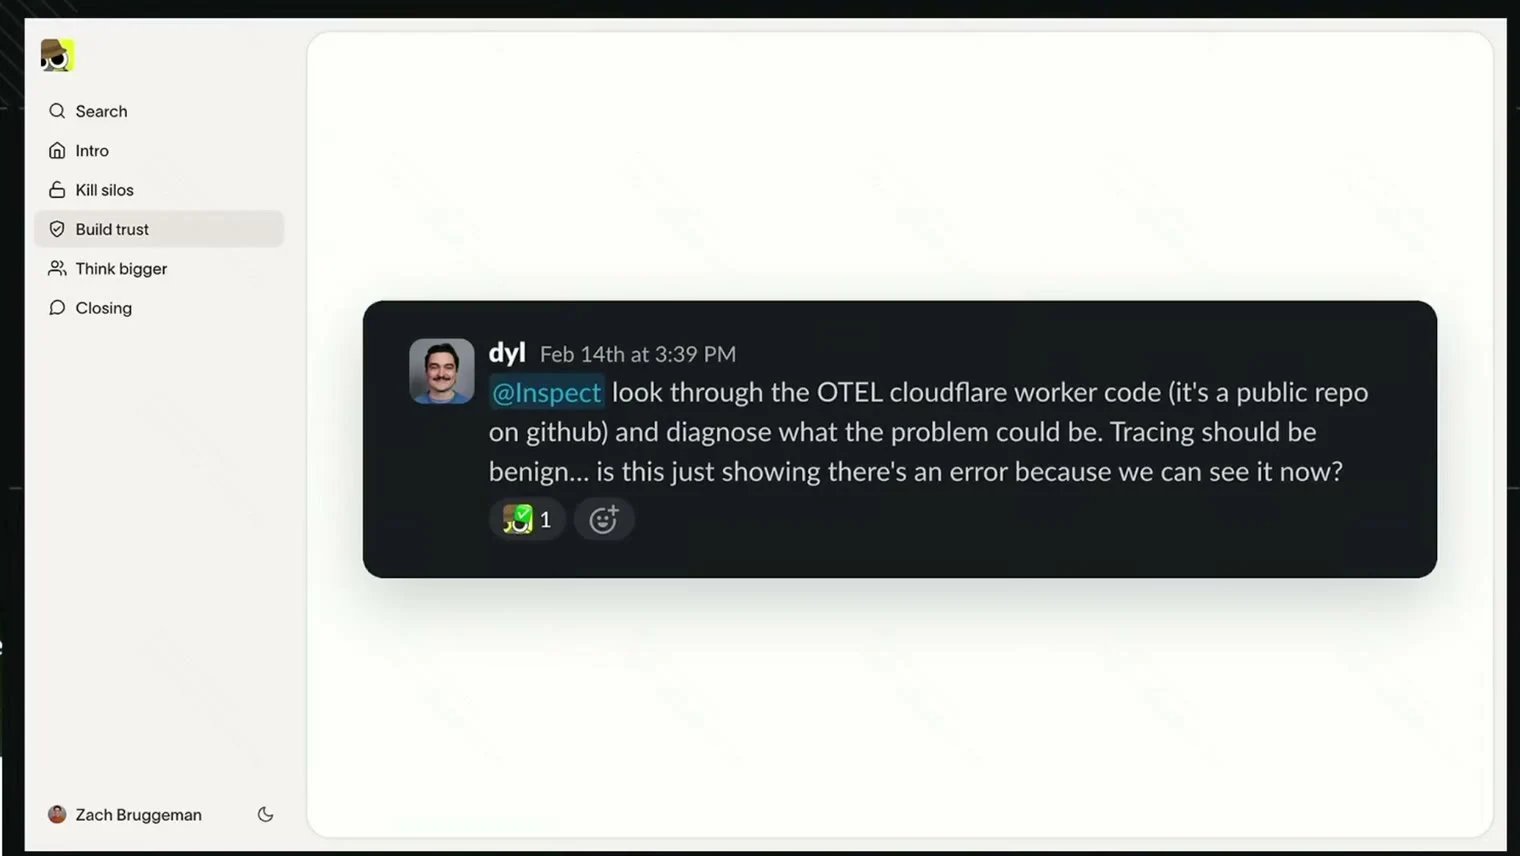 Search
Intro
Kill silos
Build trust
Think bigger
Closing
dyl Feb 14th at 3:39 PM
@Inspect look through the OTEL cloudflare worker code (it's a public repo
on github) and diagnose what the problem could be. Tracing should be
benign... is this just showing there's an error because we can see it now?
1
Zach Bruggeman